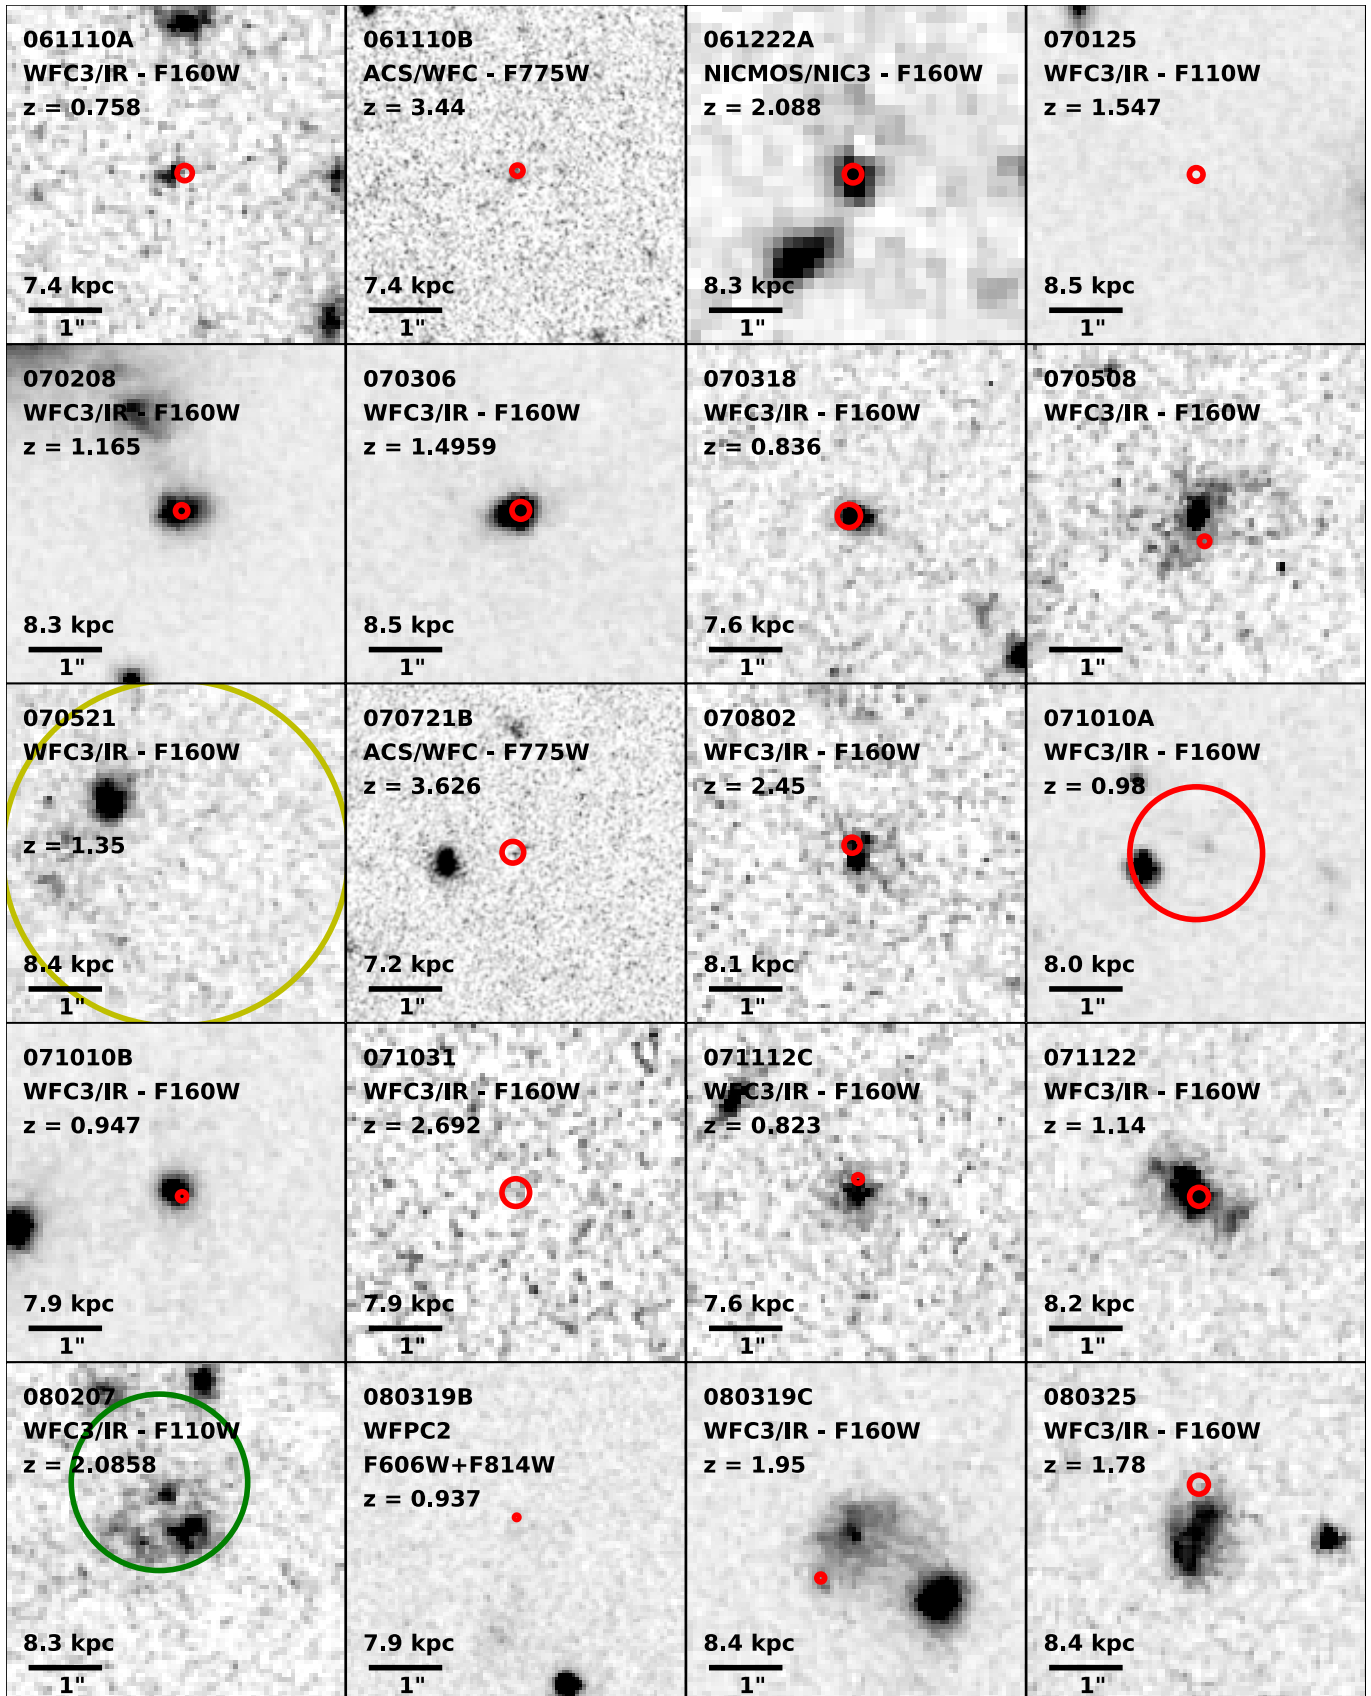 061110A
WFC3/IR - F160W
z = 0.758
7.4 kpc
1"
061110B
ACS/WFC - F775W
z = 3.44
7.4 kpc
1"
061222A
NICMOS/NIC3 - F160W
z = 2.088
8.3 kpc
1"
070125
WFC3/IR - F110W
z = 1.547
8.5 kpc
1"
070208
WFC3/IR - F160W
z = 1.165
8.3 kpc
1"
070306
WFC3/IR - F160W
z = 1.4959
8.5 kpc
1"
070318
WFC3/IR - F160W
z = 0.836
7.6 kpc
1"
070508
WFC3/IR - F160W
1"
070521
WFC3/IR - F160W
z = 1.35
8.4 kpc
1"
070721B
ACS/WFC - F775W
z = 3.626
7.2 kpc
1"
070802
WFC3/IR - F160W
z = 2.45
8.1 kpc
1"
071010A
WFC3/IR - F160W
z = 0.98
8.0 kpc
1"
071010B
WFC3/IR - F160W
z = 0.947
7.9 kpc
1"
071031
WFC3/IR - F160W
z = 2.692
7.9 kpc
1"
071112C
WFC3/IR - F160W
z = 0.823
7.6 kpc
1"
071122
WFC3/IR - F160W
z = 1.14
8.2 kpc
1"
080207
WFC3/IR - F110W
z = 2.0858
8.3 kpc
1"
080319B
WFPC2
F606W+F814W
z = 0.937
7.9 kpc
1"
080319C
WFC3/IR - F160W
z = 1.95
8.4 kpc
1"
080325
WFC3/IR - F160W
z = 1.78
8.4 kpc
1"